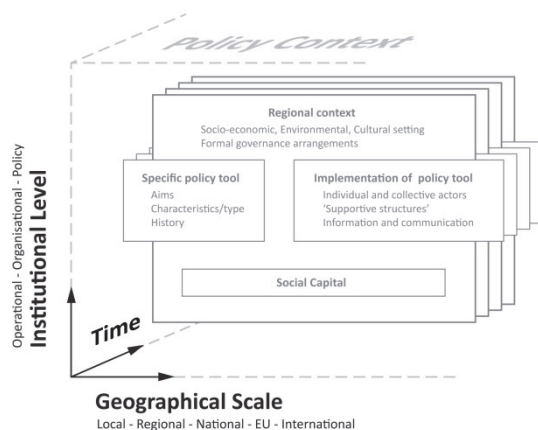 Policy Context
Regional context
Socio-economic, Environmental, Cultural setting
Formal governance arrangements
Specific policy tool
Aims
Characteristics/type
History
Implementation of policy tool
Individual and collective actors
'Supportive structures'
Information and communication
Social Capital
Operational - Organisational - Policy
Institutional Level
Time
Geographical Scale
Local - Regional - National - EU - International